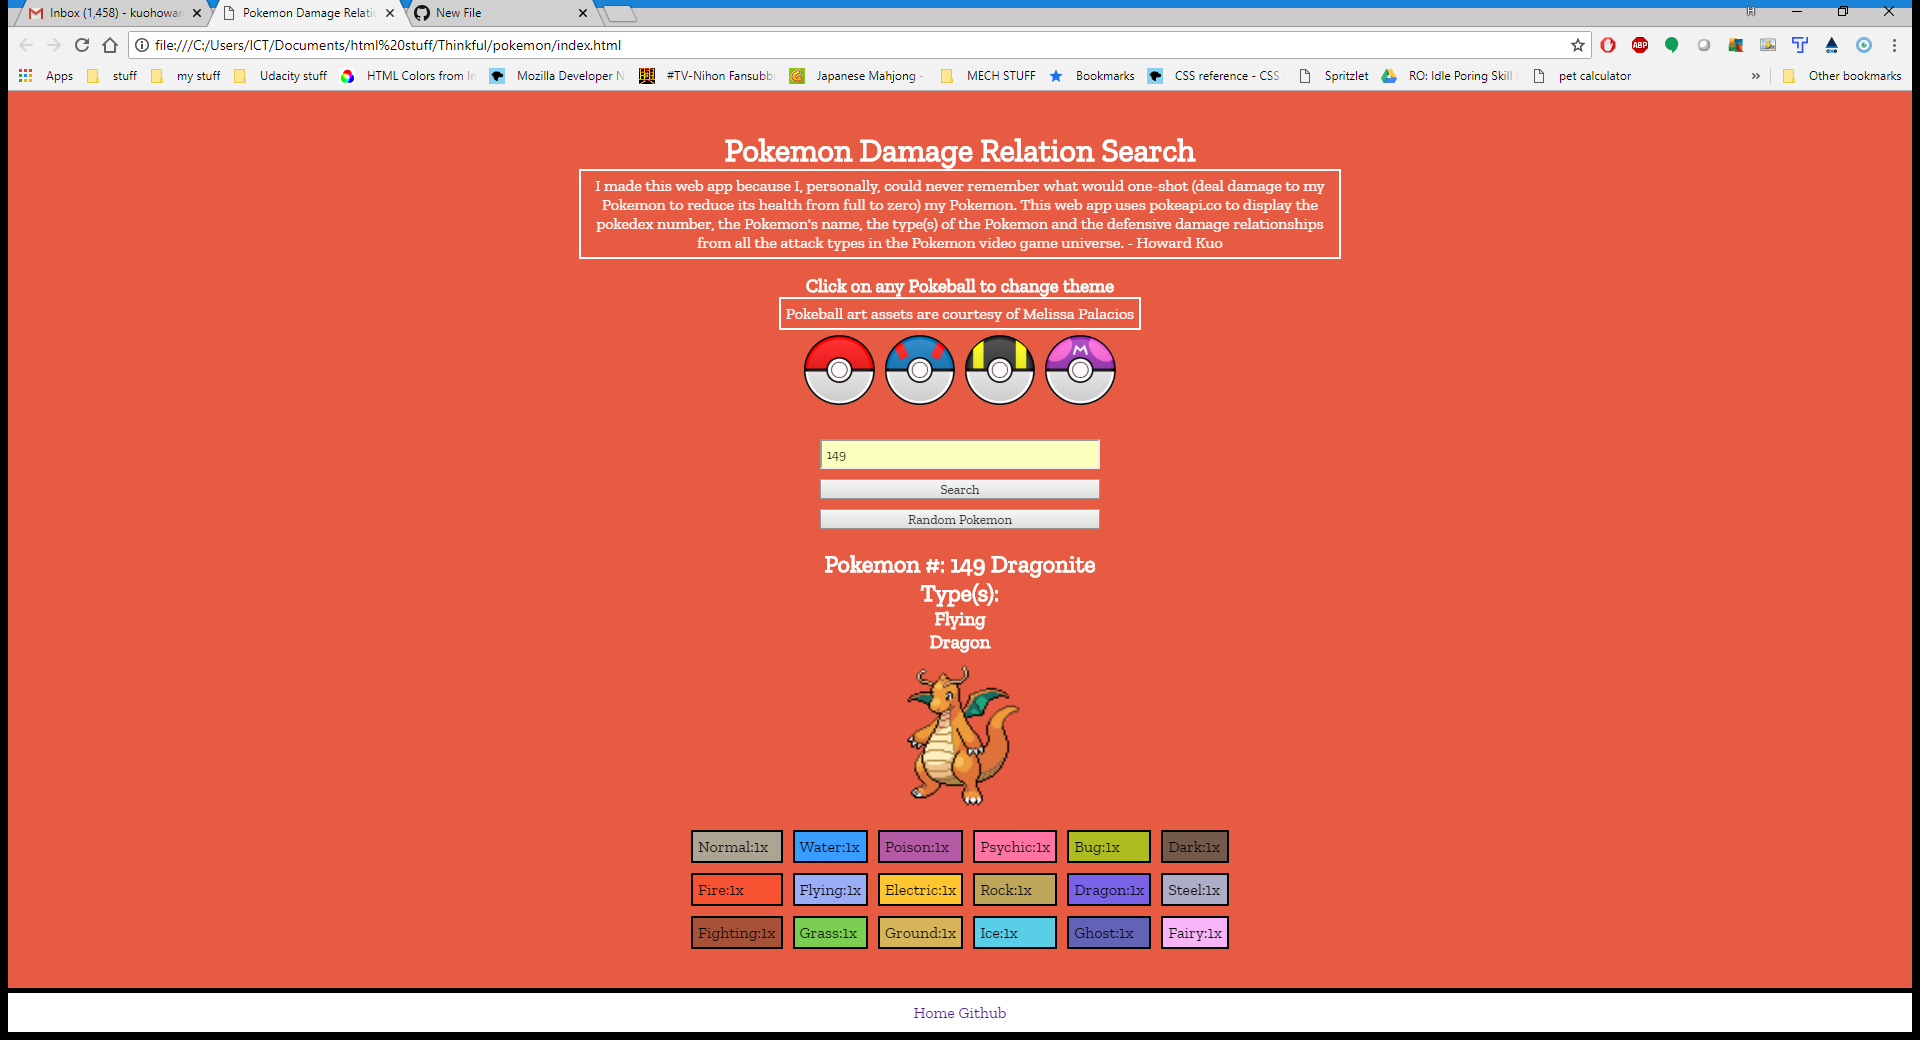 Inbox (1,458) - kuohowar
Pokemon Damage Relatio
New File
file:///C:/Users/ICT/Documents/html%20stuff/Thinkful/pokemon/index.html
ABP
Apps
stuff
my stuff
Udacity stuff
HTML Colors from In
Mozilla Developer N
#TV-Nihon Fansubbi
Japanese Mahjong -
MECH STUFF
Bookmarks
CSS reference - CSS
Spritzlet
RO: Idle Poring Skill
pet calculator
»
Other bookmarks
Pokemon Damage Relation Search
I made this web app because I, personally, could never remember what would one-shot (deal damage to my
Pokemon to reduce its health from full to zero) my Pokemon. This web app uses pokeapi.co to display the
pokedex number, the Pokemon's name, the type(s) of the Pokemon and the defensive damage relationships
from all the attack types in the Pokemon video game universe. - Howard Kuo
Click on any Pokeball to change theme
Pokeball art assets are courtesy of Melissa Palacios
M
149
Search
Random Pokemon
Pokemon #: 149 Dragonite
Type(s):
Flying
Dragon
Normal:1x Water:1x Poison:1x Psychic:1x Bug:1x Dark:1x
Fire:1x Flying:1x Electric:1x Rock:1x Dragon:1x Steel:1x
Fighting:1x Grass:1x Ground:1x Ice:1x Ghost:1x Fairy:1x
Home Github